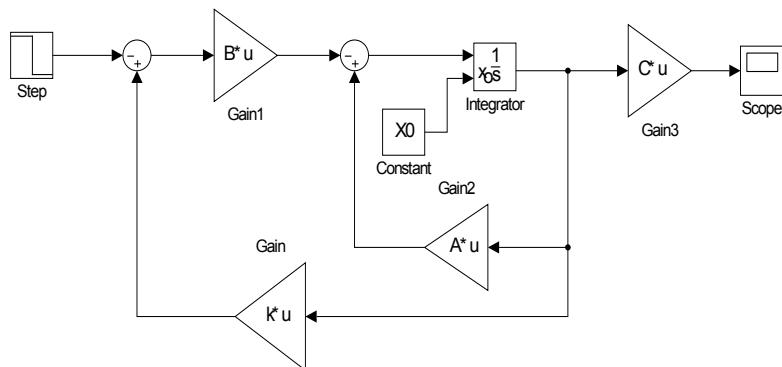 Step
−
+
B* u
Gain1
−
+
1
xo s
Integrator
X0
Constant
C* u
Gain3
Scope
Gain2
A* u
Gain
k* u